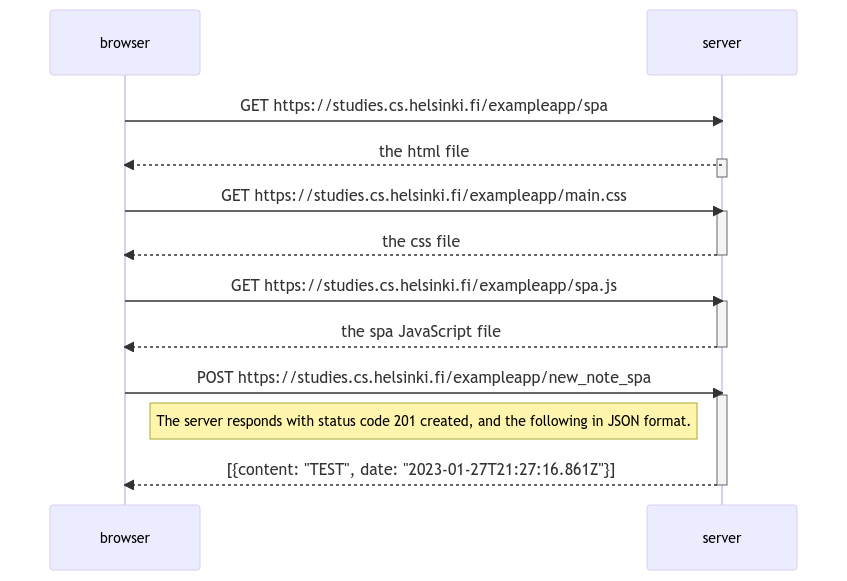 browser server
GET https://studies.cs.helsinki.fi/exampleapp/spa
the html file
GET https://studies.cs.helsinki.fi/exampleapp/main.css
the css file
GET https://studies.cs.helsinki.fi/exampleapp/spa.js
the spa JavaScript file
POST https://studies.cs.helsinki.fi/exampleapp/new_note_spa
The server responds with status code 201 created, and the following in JSON format.
[{content: "TEST", date: "2023-01-27T21:27:16.861Z"}]
browser server